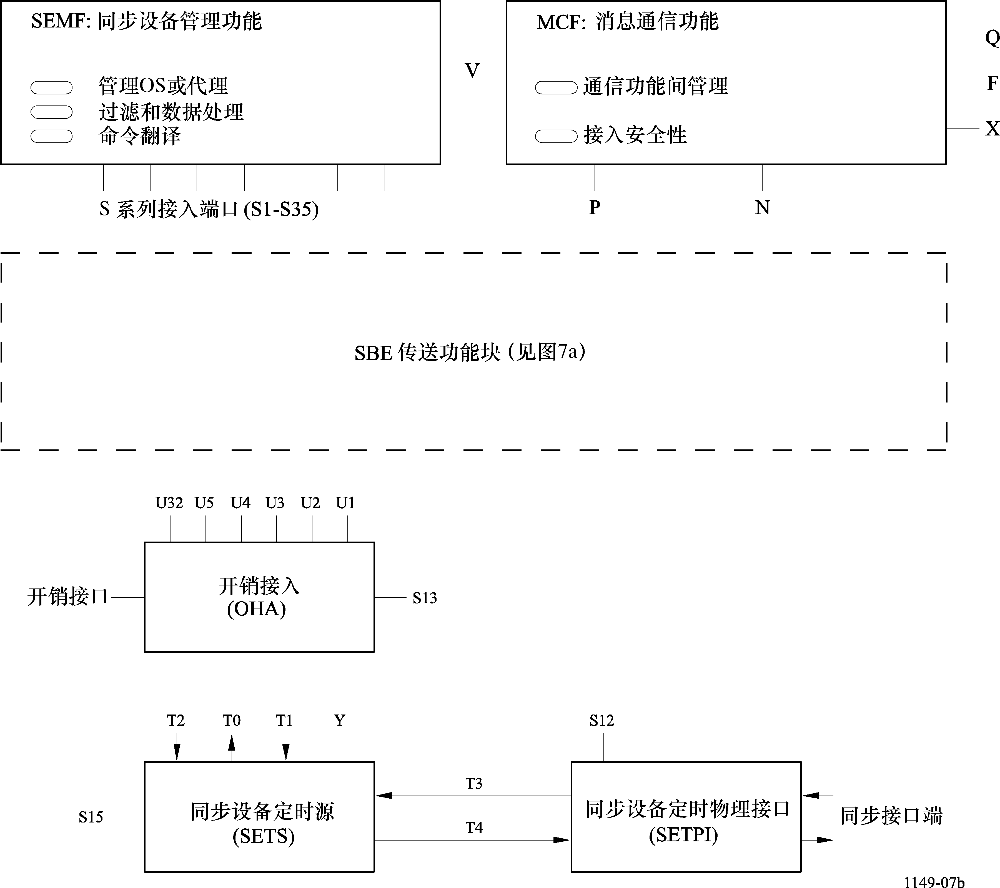 SEMF: 同步设备管理功能
管理OS或代理
过滤和数据处理
命令翻译
V
MCF: 消息通信功能
通信功能间管理
接入安全性
Q
F
X
S 系列接入端口 (S1-S35)
P
N
SBE 传送功能块 (见图7a)
U32 U5 U4 U3 U2 U1
开销接口
开销接入
(OHA)
S13
T2 T0 T1 Y
S12
S15
同步设备定时源
(SETS)
T3
T4
同步设备定时物理接口
(SETPI)
同步接口端
1149-07b